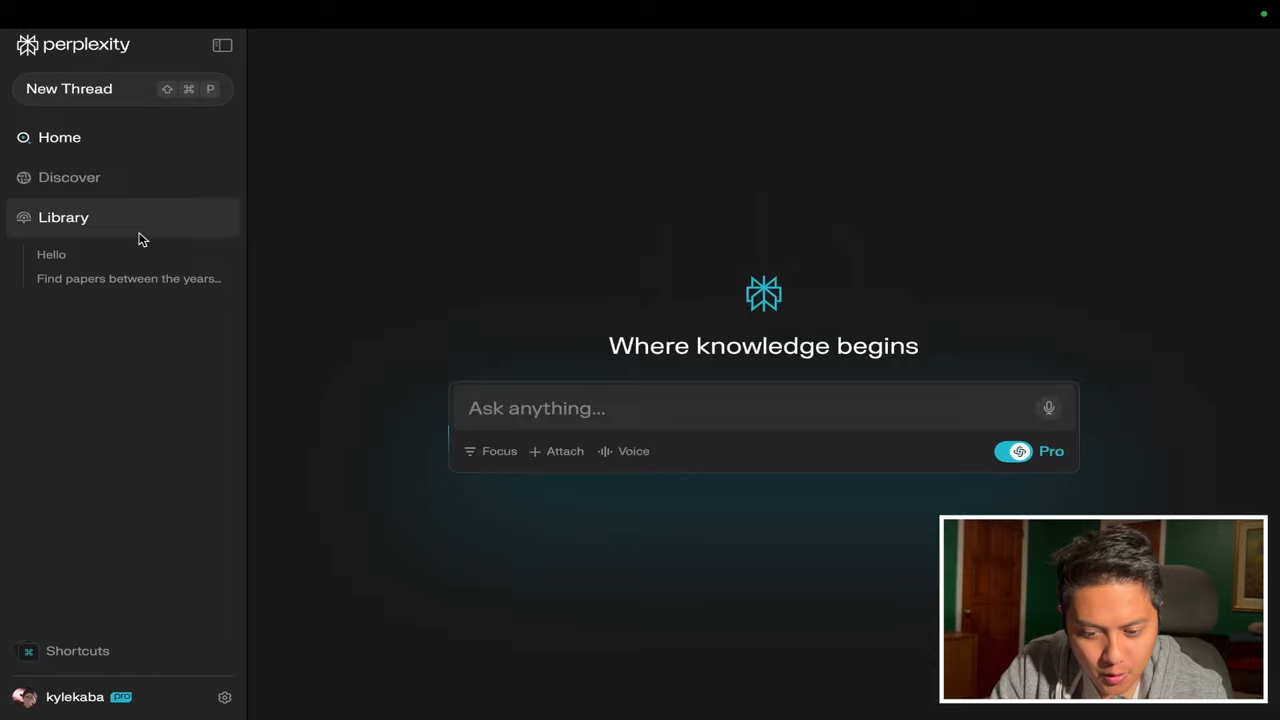 perplexity
New Thread ⇧ ⌘ P
Home
Discover
Library
Hello
Find papers between the years...
Where knowledge begins
Ask anything...
Focus + Attach Voice Pro
⌘ Shortcuts
kylekaba pro